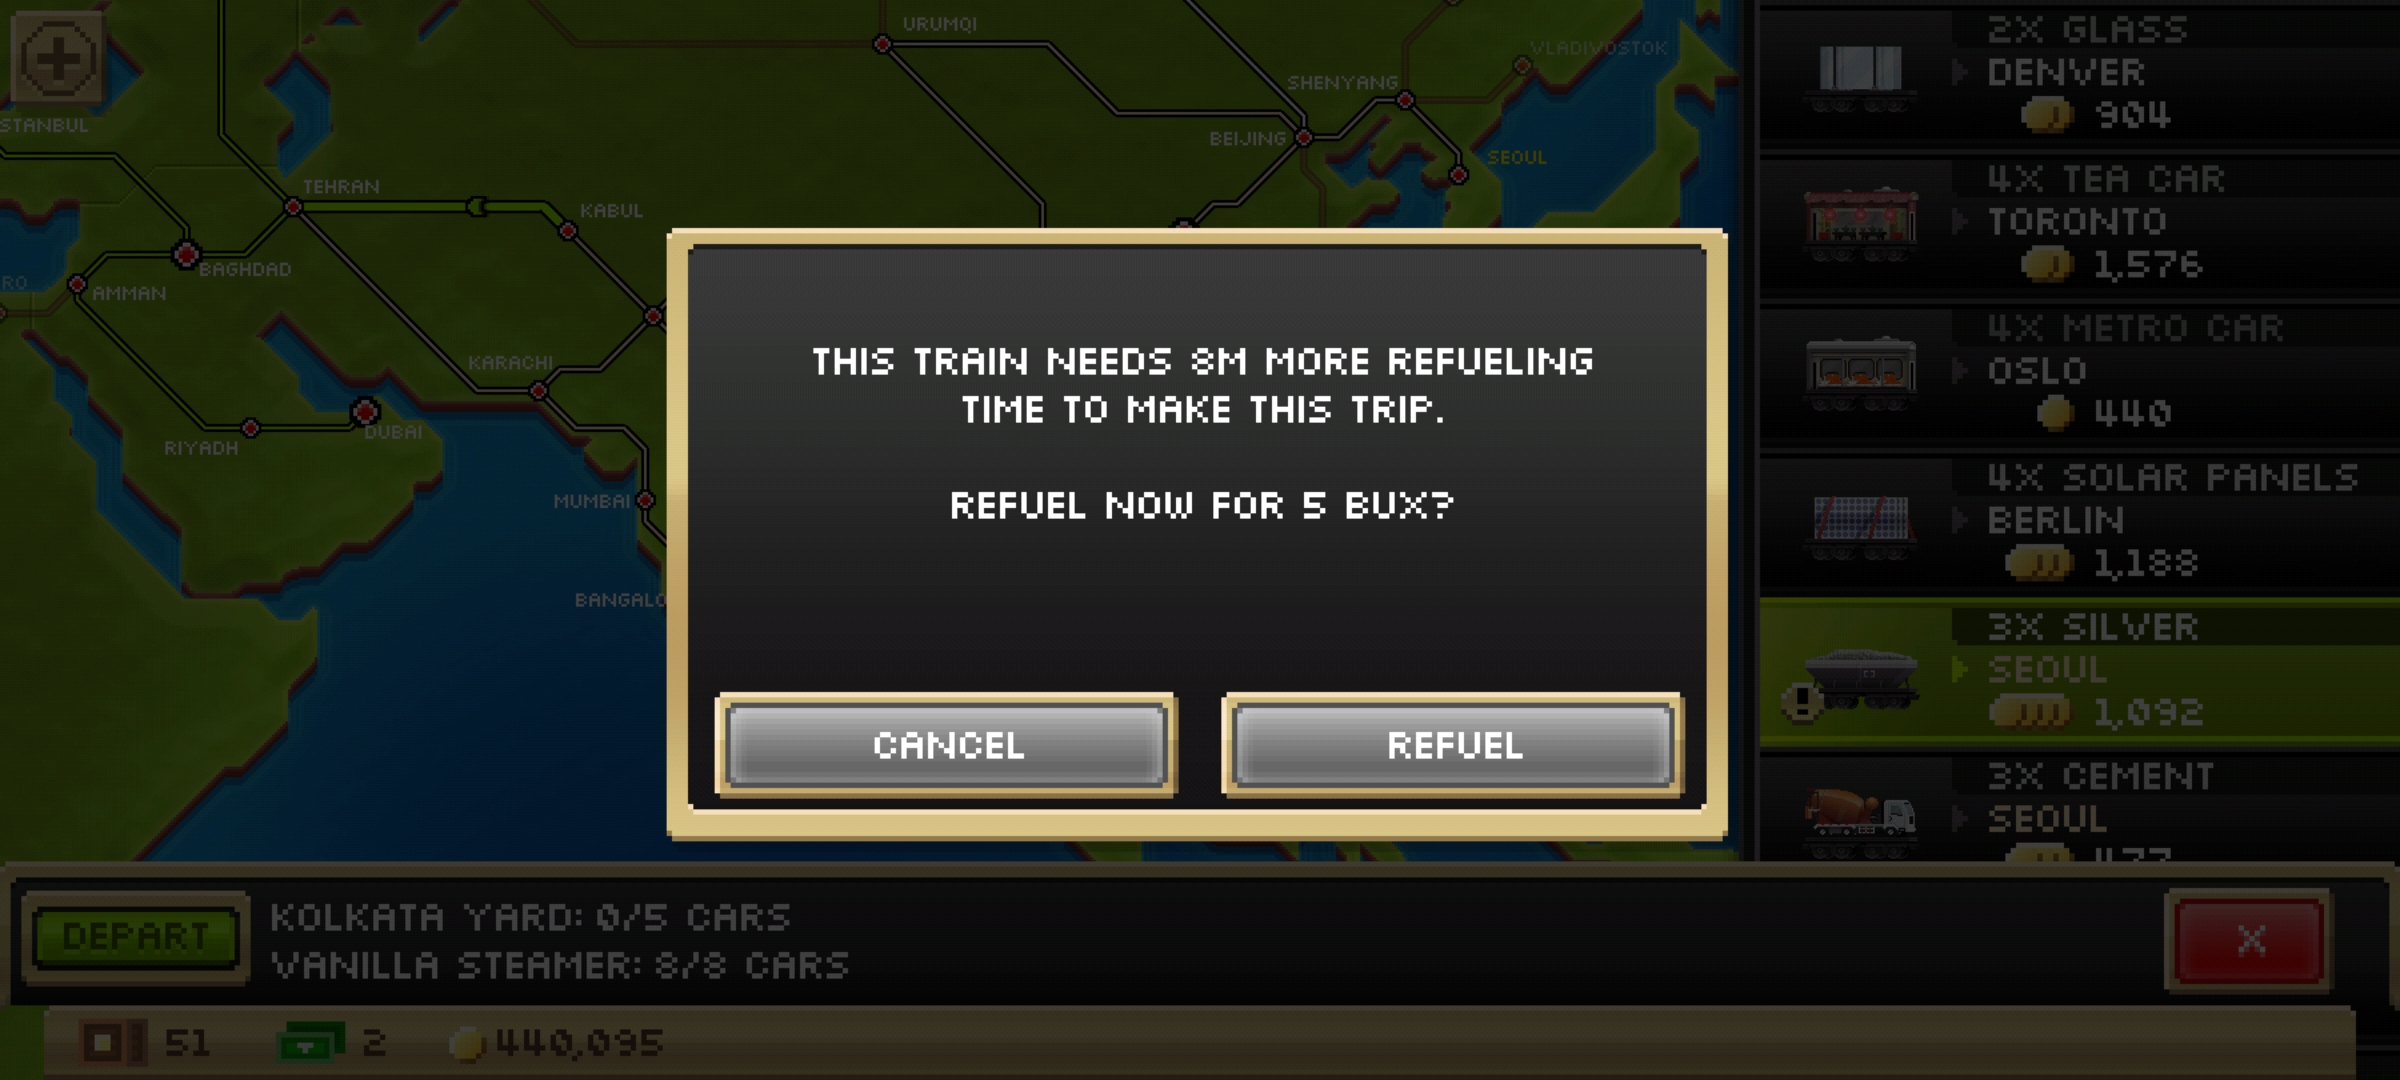 URUMQI
VLADIVOSTOK
SHENYANG
STANBUL
BEIJING
SEOUL
TEHRAN
KABUL
BAGHDAD
RO
AMMAN
KARACHI
DUBAI
RIYADH
MUMBAI
BANGALO
THIS TRAIN NEEDS 8M MORE REFUELING
TIME TO MAKE THIS TRIP.
REFUEL NOW FOR 5 BUX?
CANCEL
REFUEL
2X GLASS
DENVER
904
4X TEA CAR
TORONTO
1,576
4X METRO CAR
OSLO
440
4X SOLAR PANELS
BERLIN
1,188
3X SILVER
SEOUL
1,092
3X CEMENT
SEOUL
DEPART
KOLKATA YARD: 0/5 CARS
VANILLA STEAMER: 8/8 CARS
X
51
2
440,095